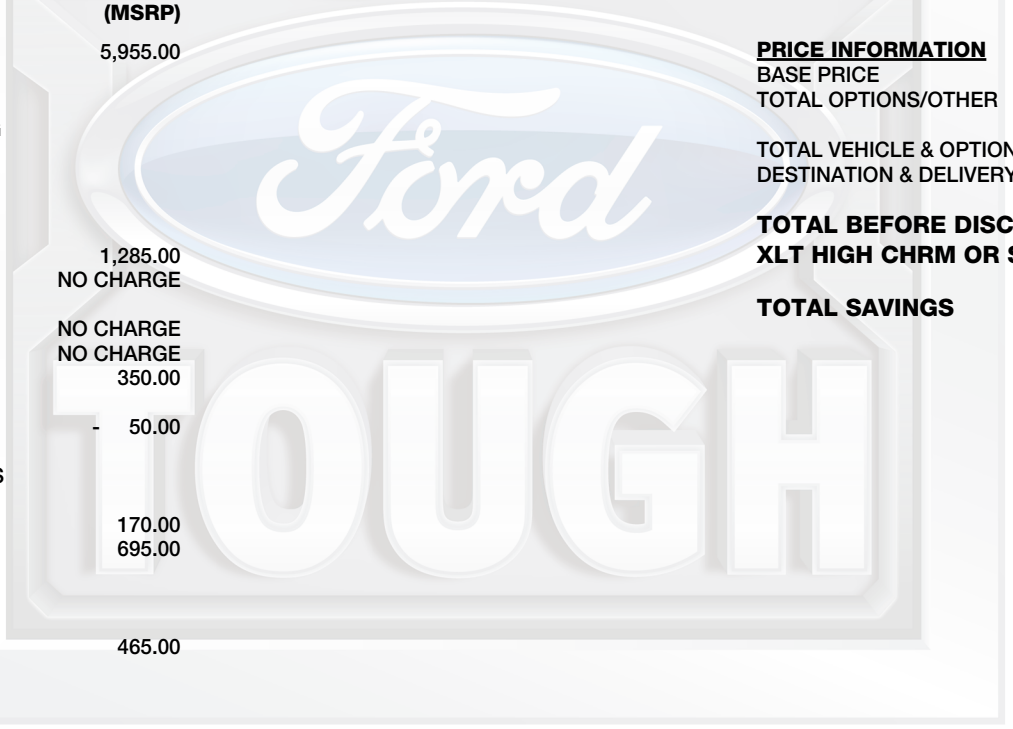 (MSRP)
5,955.00
1,285.00
NO CHARGE
NO CHARGE
NO CHARGE
350.00
- 50.00
170.00
695.00
465.00
PRICE INFORMATION
BASE PRICE
TOTAL OPTIONS/OTHER
TOTAL VEHICLE & OPTION
DESTINATION & DELIVERY
TOTAL BEFORE DISC
XLT HIGH CHRM OR S
TOTAL SAVINGS
Ford
TOUGH